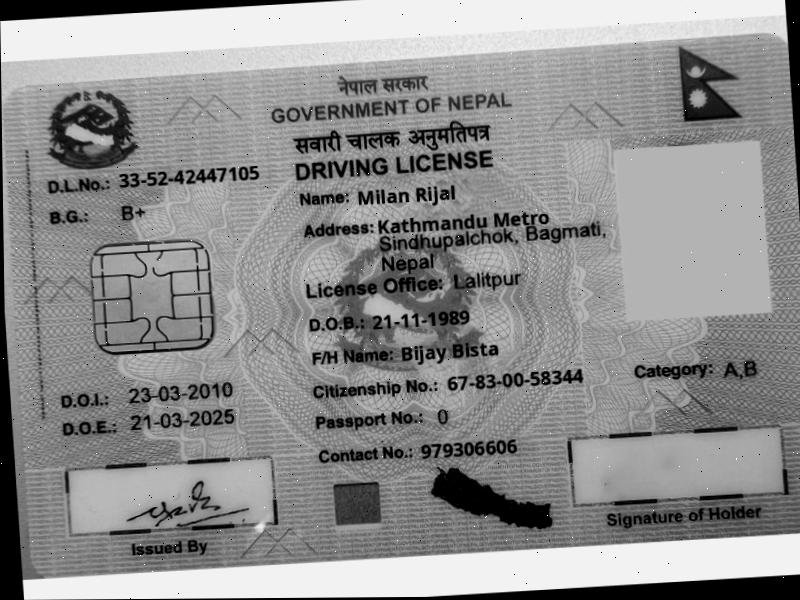 नेपाल सरकार
GOVERNMENT OF NEPAL
सवारी चालक अनुमतिपत्र
DRIVING LICENSE
D.L.No.: 33-52-42447105
B.G.: B+
Name: Milan Rijal
Address: Kathmandu Metro
Sindhupalchok, Bagmati,
Nepal
License Office: Lalitpur
D.O.B.: 21-11-1989
F/H Name: Bijay Bista
Citizenship No.: 67-83-00-58344
Category: A,B
D.O.I.: 23-03-2010
D.O.E.: 21-03-2025
Passport No.: 0
Contact No.: 979306606
Issued By
Signature of Holder